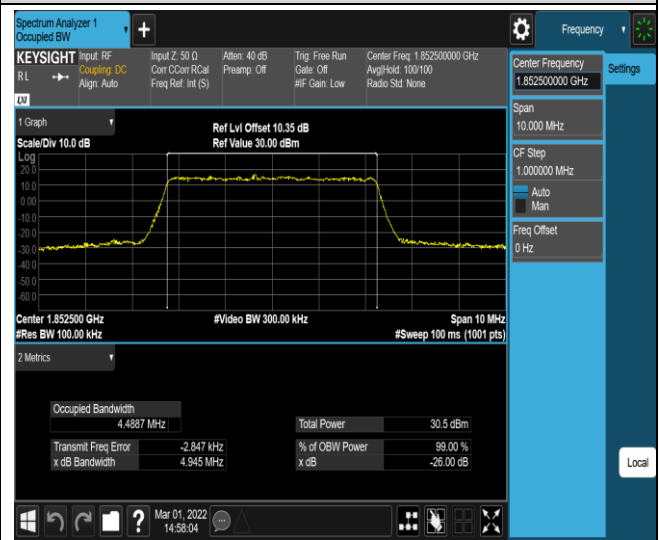 Spectrum Analyzer 1
Occupied BW
+
Frequency
KEYSIGHT
R L
LXI
Input: RF
Coupling: DC
Align: Auto
Input Z: 50 Ω
Corr CCorr RCal
Freq Ref: Int (S)
Atten: 40 dB
Preamp: Off
Trig: Free Run
Gate: Off
#IF Gain: Low
Center Freq: 1.852500000 GHz
Avg|Hold: 100/100
Radio Std: None
Center Frequency
1.852500000 GHz
Settings
Span
10.000 MHz
CF Step
1.000000 MHz
Auto
Man
Freq Offset
0 Hz
1 Graph
Ref Lvl Offset 10.35 dB
Scale/Div 10.0 dB
Ref Value 30.00 dBm
Log
20.0
10.0
0.00
-10.0
-20.0
-30.0
-40.0
-50.0
-60.0
Center 1.852500 GHz
#Video BW 300.00 kHz
Span 10 MHz
#Res BW 100.00 kHz
#Sweep 100 ms (1001 pts)
2 Metrics
Occupied Bandwidth
4.4887 MHz
Total Power 30.5 dBm
Transmit Freq Error -2.847 kHz
% of OBW Power 99.00 %
x dB Bandwidth 4.945 MHz
x dB -26.00 dB
Local
?
Mar 01, 2022
14:58:04